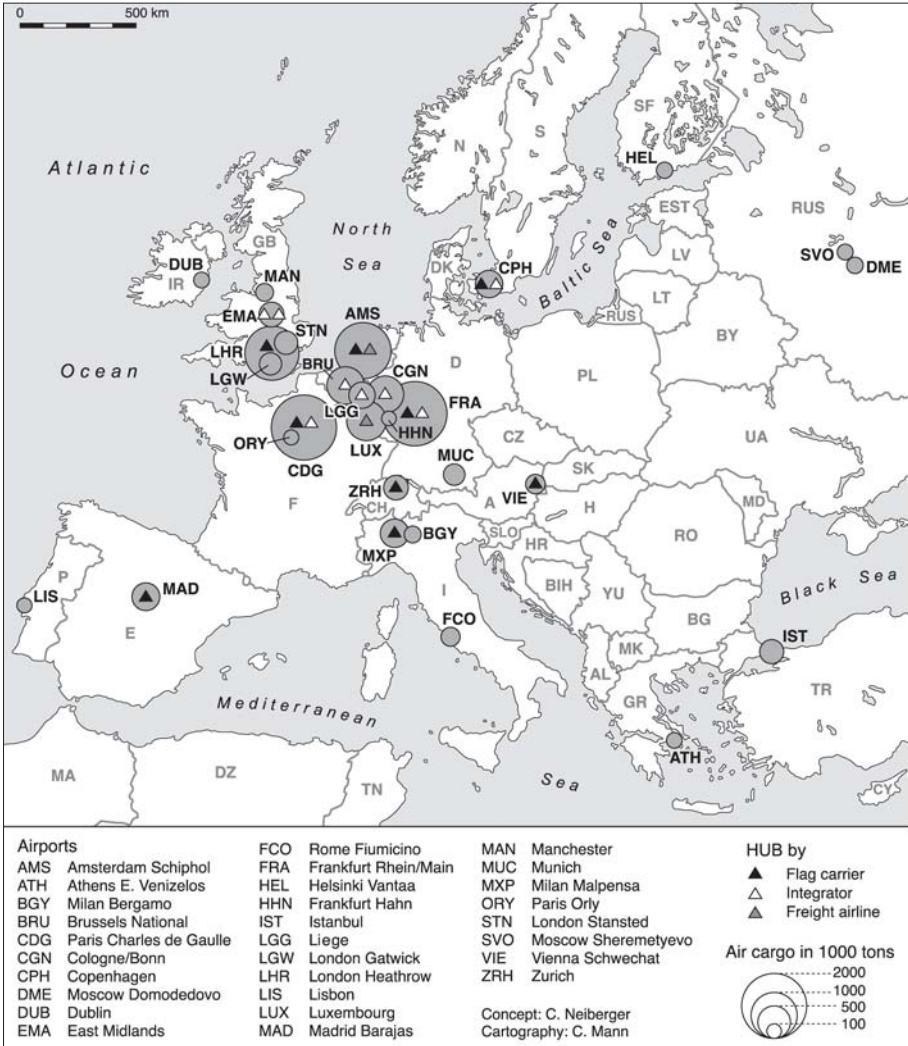 0 500 km
Atlantic
Ocean
North
Sea
Baltic Sea
Black Sea
Mediterranean
Sea
N
S
SF
HEL
EST
RUS
LV
LT
RUS
BY
SVO
DME
GB
DUB
IR
MAN
EMA
STN
LHR
LGW
DK
CPH
AMS
BRU
CGN
LGG
D
FRA
HHN
LUX
PL
ORY
CDG
F
CZ
MUC
SK
UA
ZRH
CH
A
VIE
H
MD
MXP
BGY
SLO
HR
RO
BIH
YU
P
LIS
MAD
E
I
FCO
BG
MK
AL
GR
IST
TR
ATH
MA
DZ
TN
CY
Airports
AMS Amsterdam Schiphol
ATH Athens E. Venizelos
BGY Milan Bergamo
BRU Brussels National
CDG Paris Charles de Gaulle
CGN Cologne/Bonn
CPH Copenhagen
DME Moscow Domodedovo
DUB Dublin
EMA East Midlands
FCO Rome Fiumicino
FRA Frankfurt Rhein/Main
HEL Helsinki Vantaa
HHN Frankfurt Hahn
IST Istanbul
LGG Liege
LGW London Gatwick
LHR London Heathrow
LIS Lisbon
LUX Luxembourg
MAD Madrid Barajas
MAN Manchester
MUC Munich
MXP Milan Malpensa
ORY Paris Orly
STN London Stansted
SVO Moscow Sheremetyevo
VIE Vienna Schwechat
ZRH Zurich
Concept: C. Neiberger
Cartography: C. Mann
HUB by
Flag carrier
Integrator
Freight airline
Air cargo in 1000 tons
2000
1000
500
100